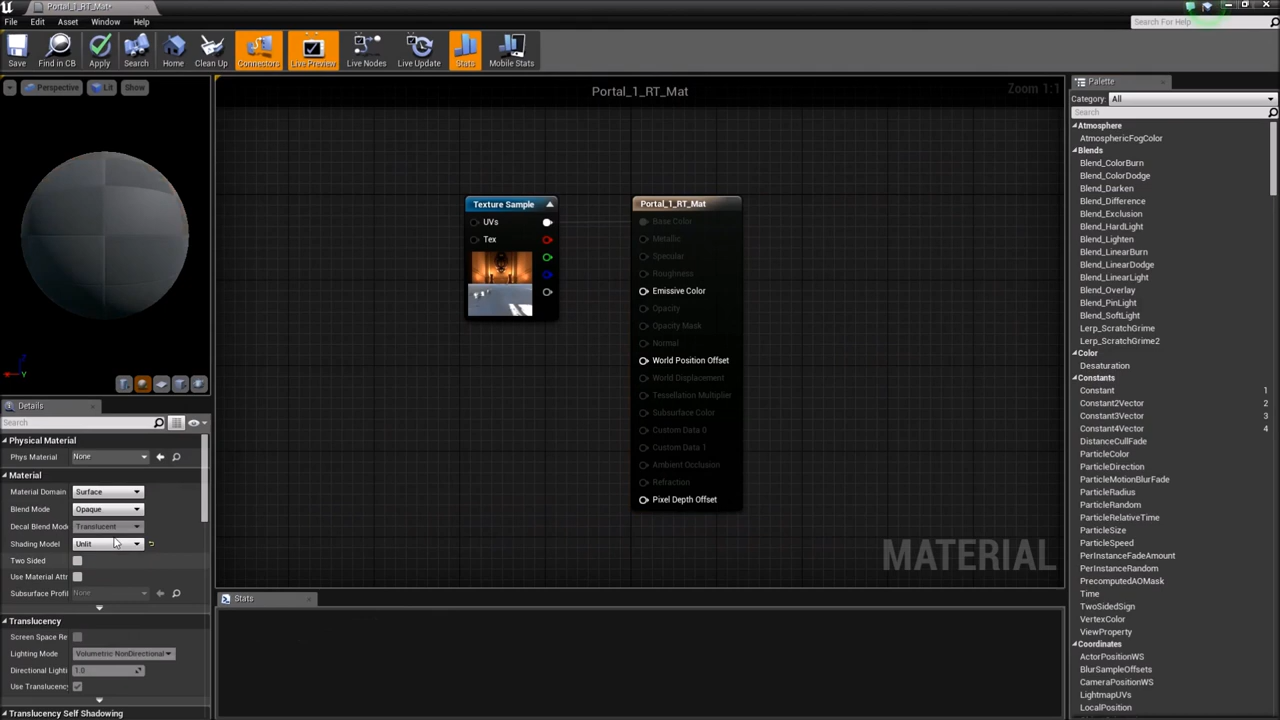 Portal_1_RT_Mat*
File Edit Asset Window Help
Search For Help
Save Find in CB Apply Search Home Clean Up Connectors Live Preview Live Nodes Live Update Stats Mobile Stats
Perspective Lit Show
Portal_1_RT_Mat
Zoom 1:1
Texture Sample
UVs
Tex
Portal_1_RT_Mat
Base Color
Metallic
Specular
Roughness
Emissive Color
Opacity
Opacity Mask
Normal
World Position Offset
World Displacement
Tessellation Multiplier
Subsurface Color
Custom Data 0
Custom Data 1
Ambient Occlusion
Refraction
Pixel Depth Offset
MATERIAL
Z
Y
Details
Search
Physical Material
Phys Material None
Material
Material Domain Surface
Blend Mode Opaque
Decal Blend Mod Translucent
Shading Model Unlit
Two Sided
Use Material Attr
Subsurface Profi None
Translucency
Screen Space Re
Lighting Mode Volumetric NonDirectional
Directional Lighti 1.0
Use Translucenc
Translucency Self Shadowing
Stats
Palette
Category: All
Search
Atmosphere
AtmosphericFogColor
Blends
Blend_ColorBurn
Blend_ColorDodge
Blend_Darken
Blend_Difference
Blend_Exclusion
Blend_HardLight
Blend_Lighten
Blend_LinearBurn
Blend_LinearDodge
Blend_LinearLight
Blend_Overlay
Blend_PinLight
Blend_SoftLight
Lerp_ScratchGrime
Lerp_ScratchGrime2
Color
Desaturation
Constants
Constant 1
Constant2Vector 2
Constant3Vector 3
Constant4Vector 4
DistanceCullFade
ParticleColor
ParticleDirection
ParticleMotionBlurFade
ParticleRadius
ParticleRandom
ParticleRelativeTime
ParticleSize
ParticleSpeed
PerInstanceFadeAmount
PerInstanceRandom
PrecomputedAOMask
Time
TwoSidedSign
VertexColor
ViewProperty
Coordinates
ActorPositionWS
BlurSampleOffsets
CameraPositionWS
LightmapUVs
LocalPosition